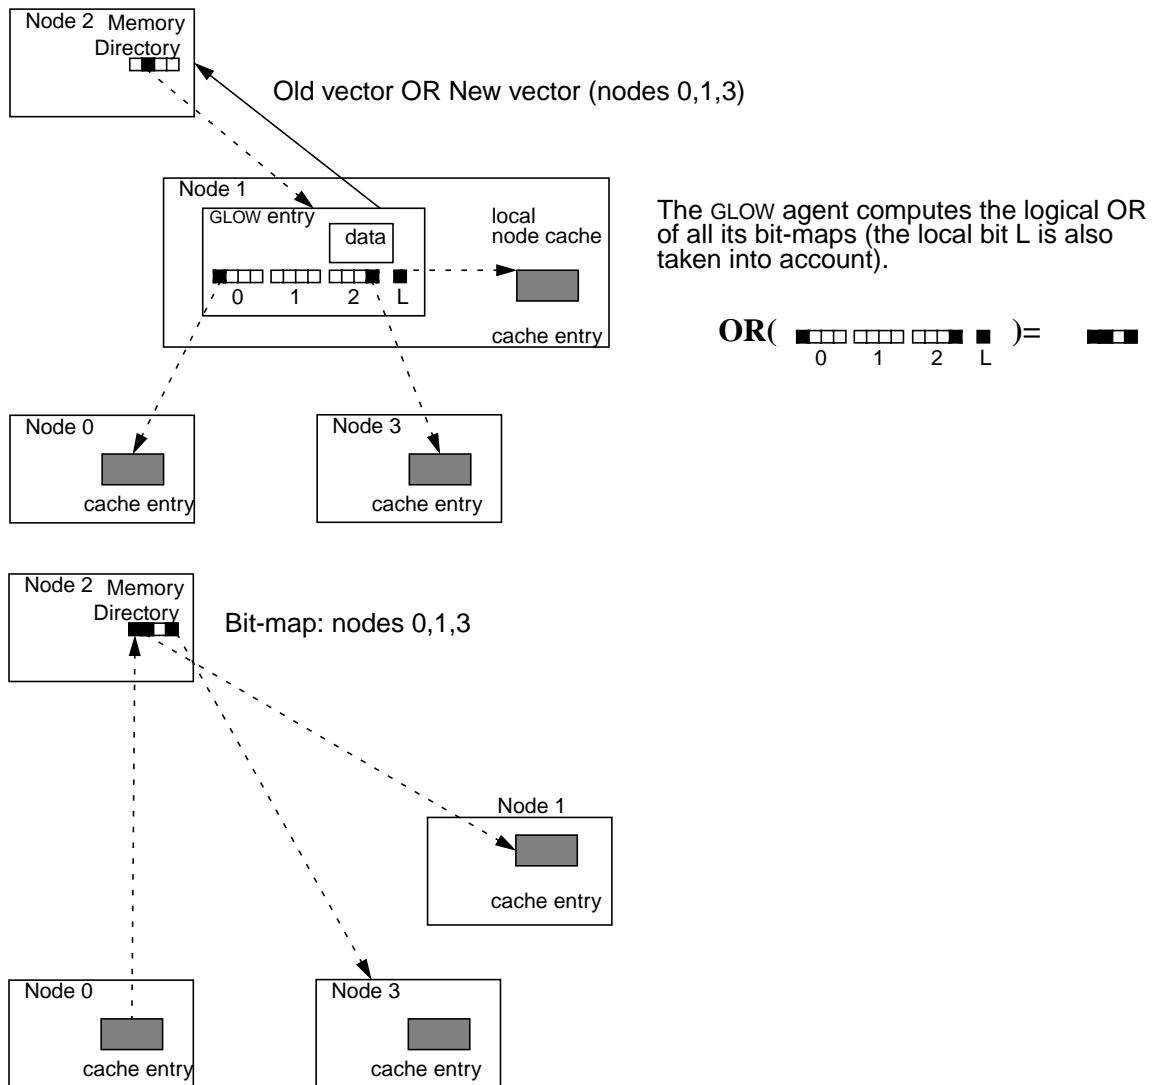 Node 2 Memory
Directory
Old vector OR New vector (nodes 0,1,3)
Node 1
GLOW entry
data
0 1 2 L
local
node cache
cache entry
The GLOW agent computes the logical OR
of all its bit-maps (the local bit L is also
taken into account).
OR( )=
0 1 2 L
Node 0
cache entry
Node 3
cache entry
Node 2 Memory
Directory
Bit-map: nodes 0,1,3
Node 1
cache entry
Node 0
cache entry
Node 3
cache entry